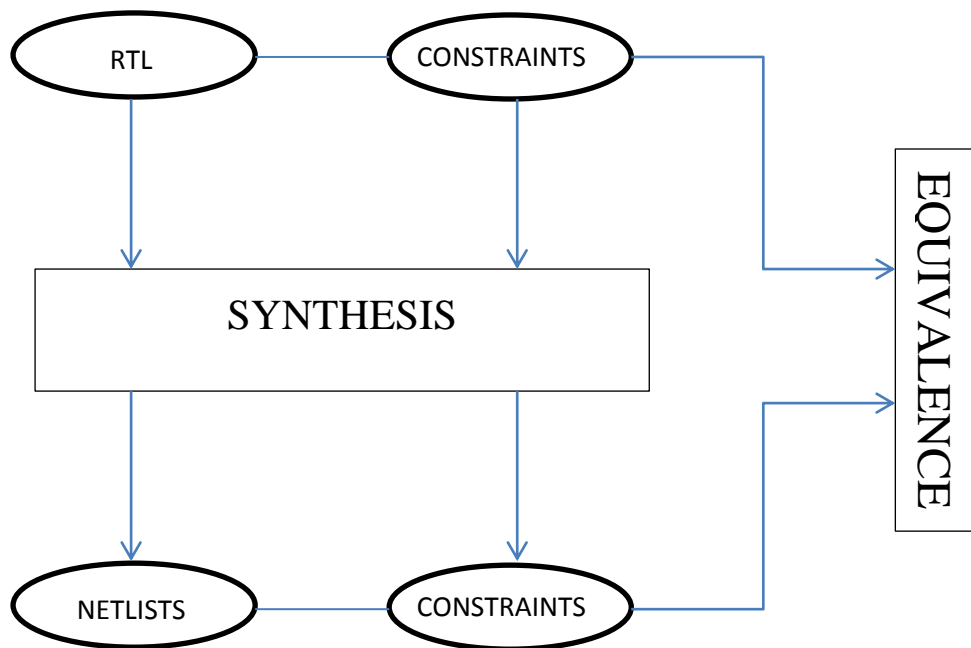 RTL
CONSTRAINTS
SYNTHESIS
EQUIVALENCE
NETLISTS
CONSTRAINTS